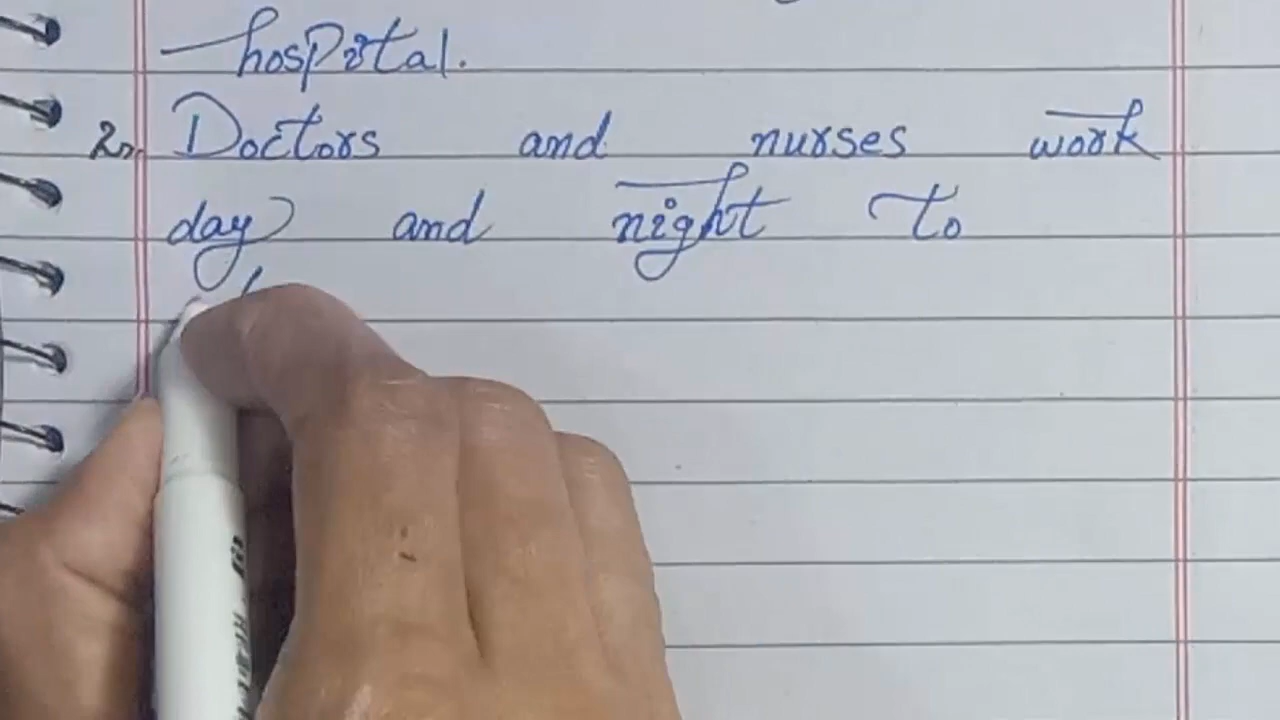 hospital.
2. Doctors and nurses work
day and night to